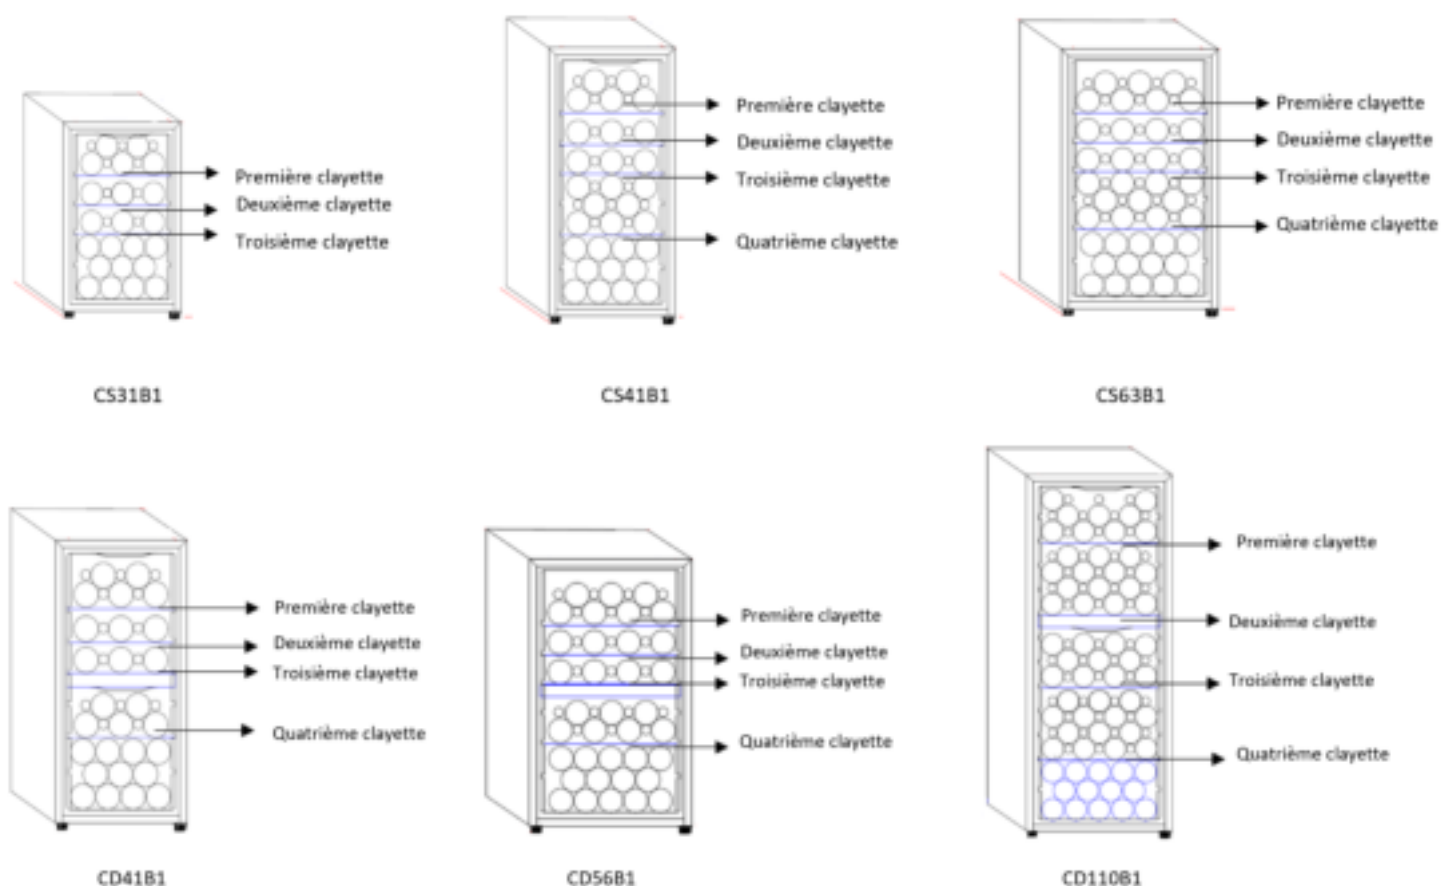 Première clayette
Deuxième clayette
Troisième clayette
CS31B1
Première clayette
Deuxième clayette
Troisième clayette
Quatrième clayette
CS41B1
Première clayette
Deuxième clayette
Troisième clayette
Quatrième clayette
CS63B1
Première clayette
Deuxième clayette
Troisième clayette
Quatrième clayette
CD41B1
Première clayette
Deuxième clayette
Troisième clayette
Quatrième clayette
CD56B1
Première clayette
Deuxième clayette
Troisième clayette
Quatrième clayette
CD110B1